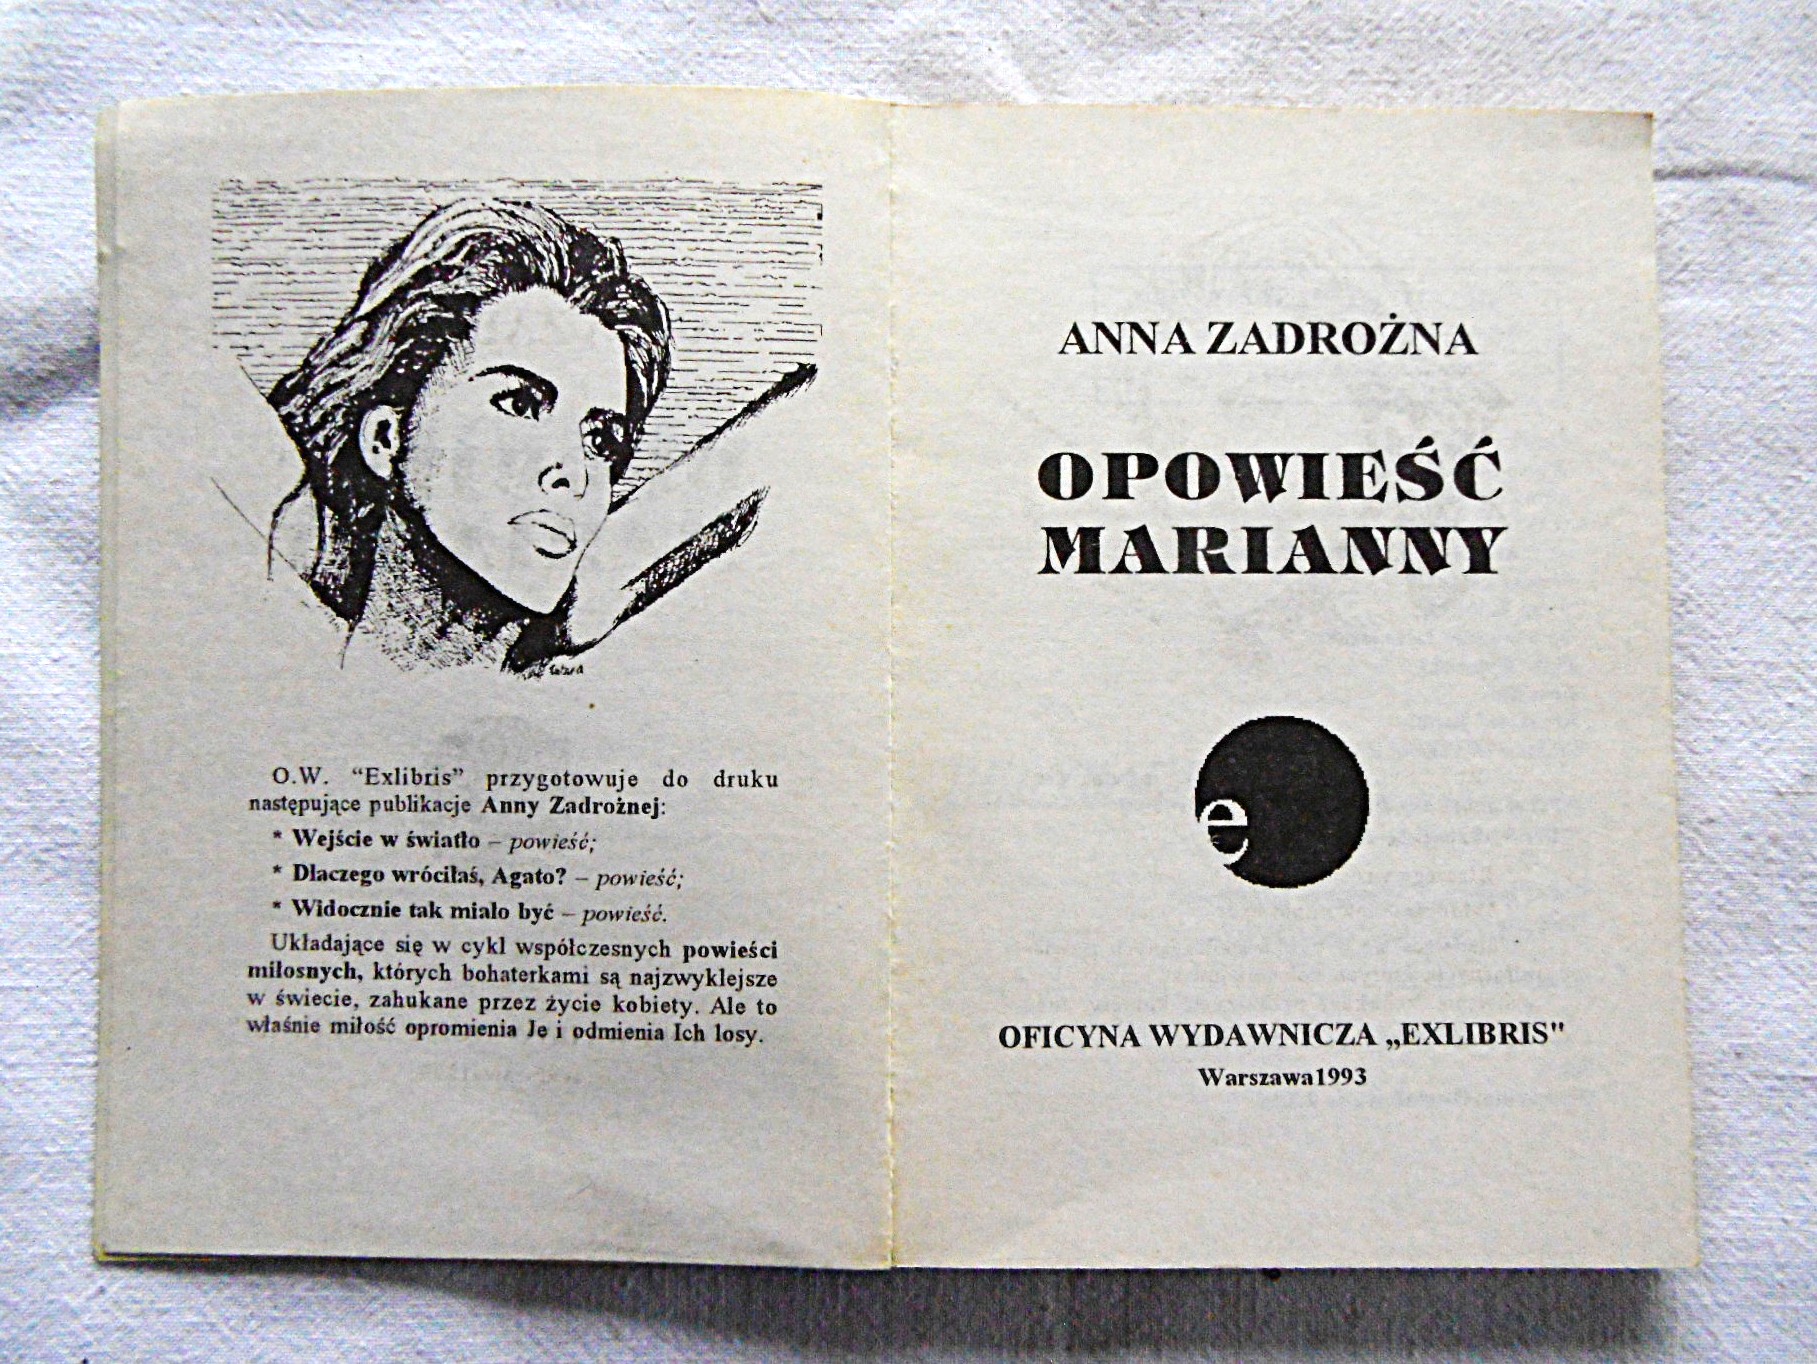 O.W. “Exlibris” przygotowuje do druku
następujące publikacje Anny Zadrożnej:
* Wejście w światło – powieść;
* Dlaczego wróciłaś, Agato? – powieść;
* Widocznie tak miało być – powieść.
Układające się w cykl współczesnych powieści
miłosnych, których bohaterkami są najzwyklejsze
w świecie, zahukane przez życie kobiety. Ale to
właśnie miłość opromienia Je i odmienia Ich losy.
ANNA ZADROŻNA
OPOWIEŚĆ
MARIANNY
e
OFICYNA WYDAWNICZA „EXLIBRIS"
Warszawa1993